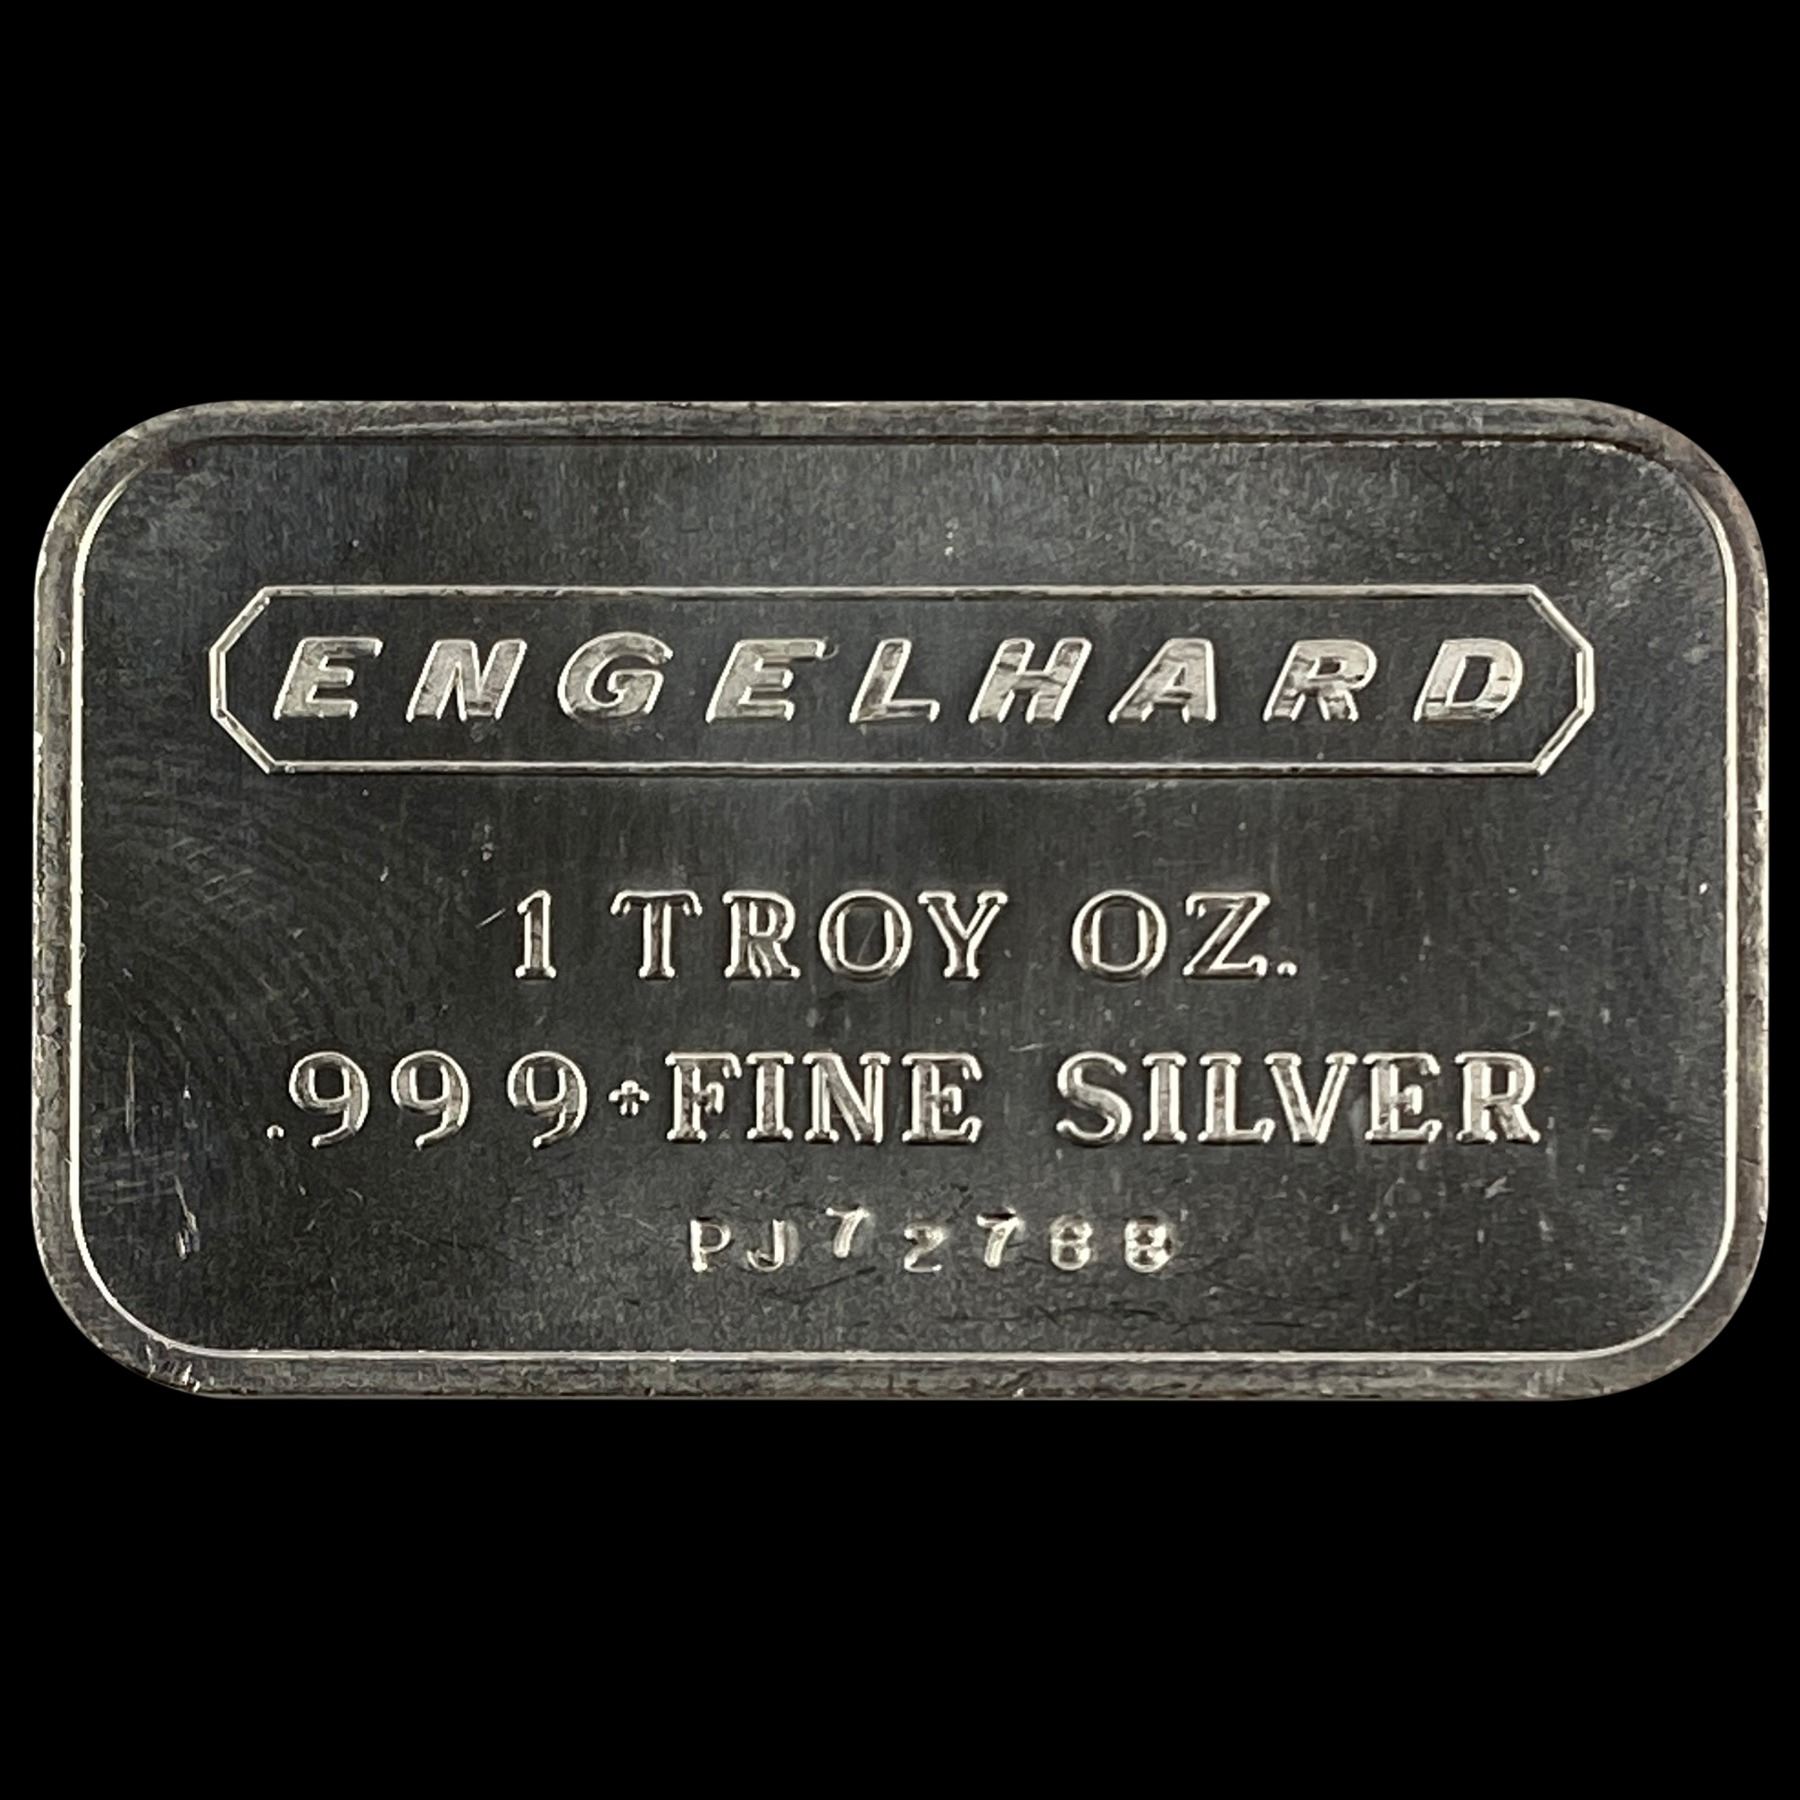 ENGELHARD
1 TROY OZ.
.999+FINE SILVER
PJ72788